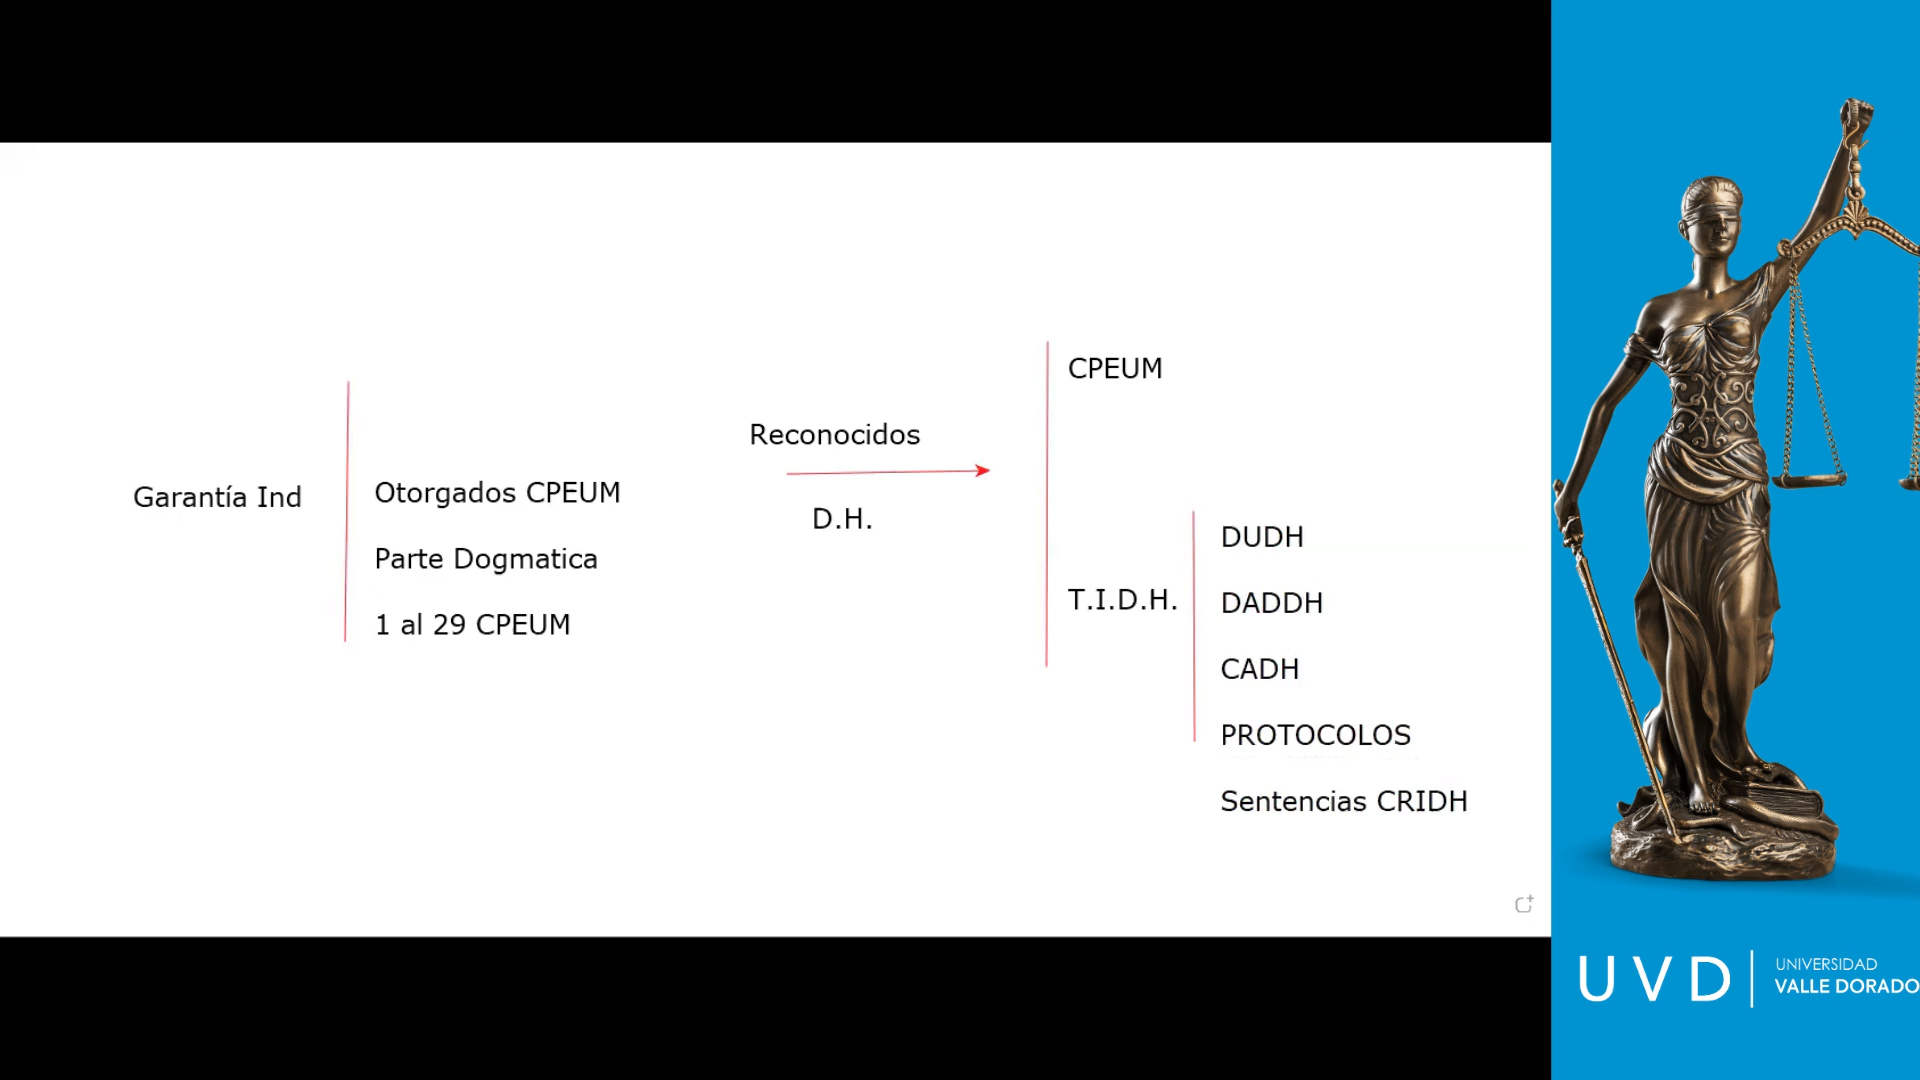 Garantía Ind
Otorgados CPEUM
Parte Dogmatica
1 al 29 CPEUM
Reconocidos
D.H.
CPEUM
T.I.D.H.
DUDH
DADDH
CADH
PROTOCOLOS
Sentencias CRIDH
UVD
UNIVERSIDAD
VALLE DORADO